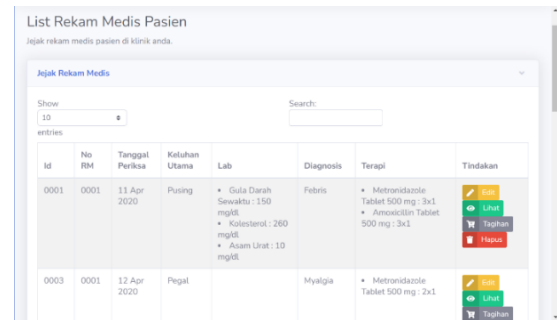 List Rekam Medis Pasien
Jejak rekam medis pasien di klinik anda.
Jejak Rekam Medis
Show
10
entries
Search:
Id No RM Tanggal Periksa Keluhan Utama Lab Diagnosis Terapi Tindakan
0001 0001 11 Apr 2020 Pusing
• Gula Darah
Sewaktu : 150
mg/dl
• Kolesterol : 260
mg/dl
• Asam Urat : 10
mg/dl
Febris
• Metronidazole
Tablet 500 mg : 3x1
• Amoxicillin Tablet
500 mg : 3x1
Edit
Lihat
Tagihan
Hapus
0003 0001 12 Apr 2020 Pegal
Myalgia
• Metronidazole
Tablet 500 mg : 2x1
Edit
Lihat
Tagihan